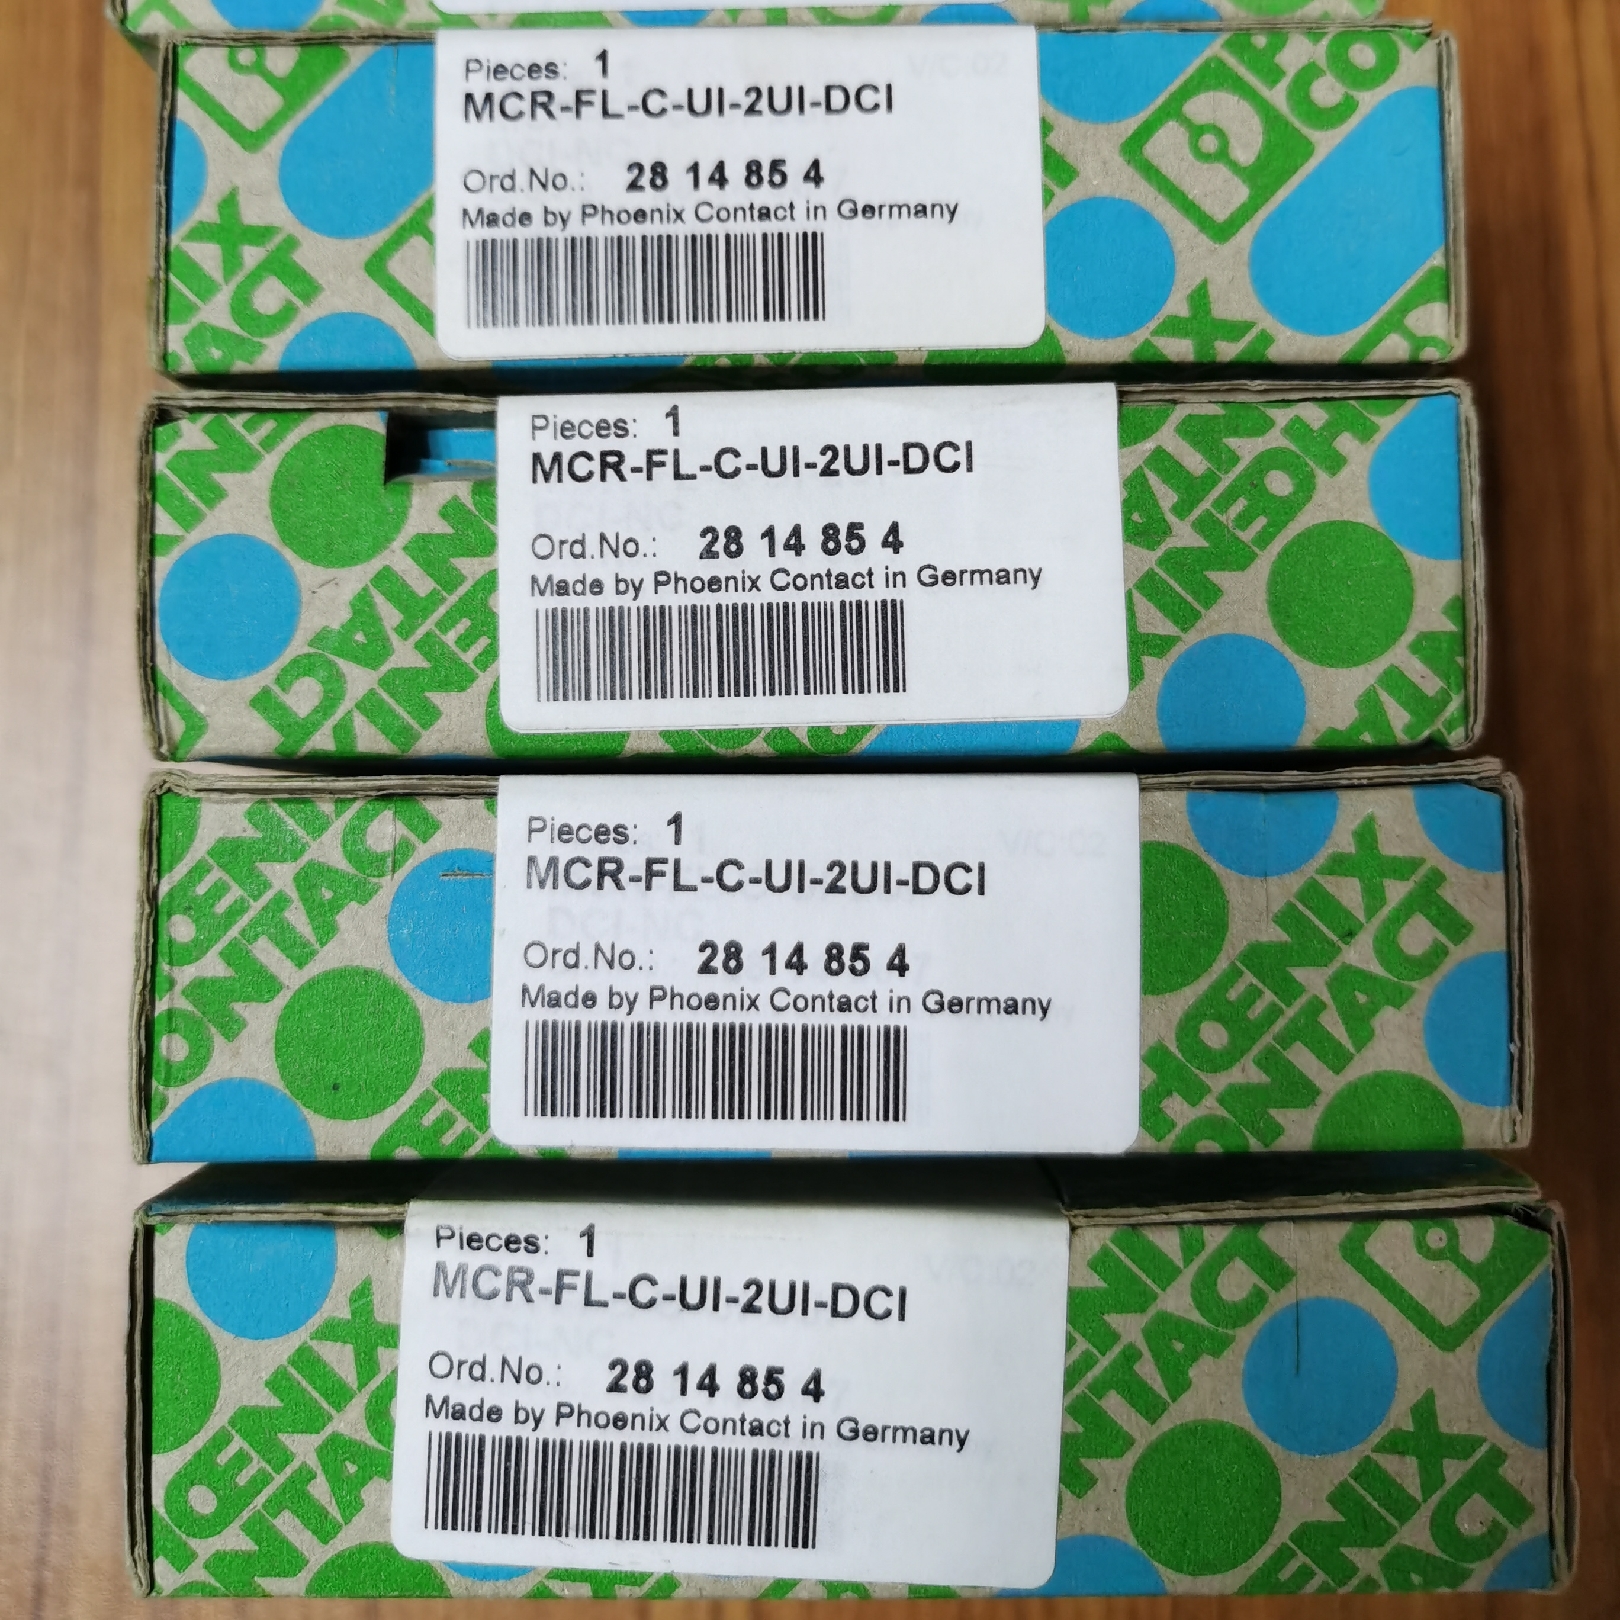 Pieces: 1
MCR-FL-C-UI-2UI-DCI
Ord.No.: 28 14 85 4
Made by Phoenix Contact in Germany
Pieces: 1
MCR-FL-C-UI-2UI-DCI
Ord.No.: 28 14 85 4
Made by Phoenix Contact in Germany
PHOENIX
CONTACT
Pieces: 1
MCR-FL-C-UI-2UI-DCI
Ord.No.: 28 14 85 4
Made by Phoenix Contact in Germany
PHOENIX
CONTACT
Pieces: 1
MCR-FL-C-UI-2UI-DCI
Ord.No.: 28 14 85 4
Made by Phoenix Contact in Germany